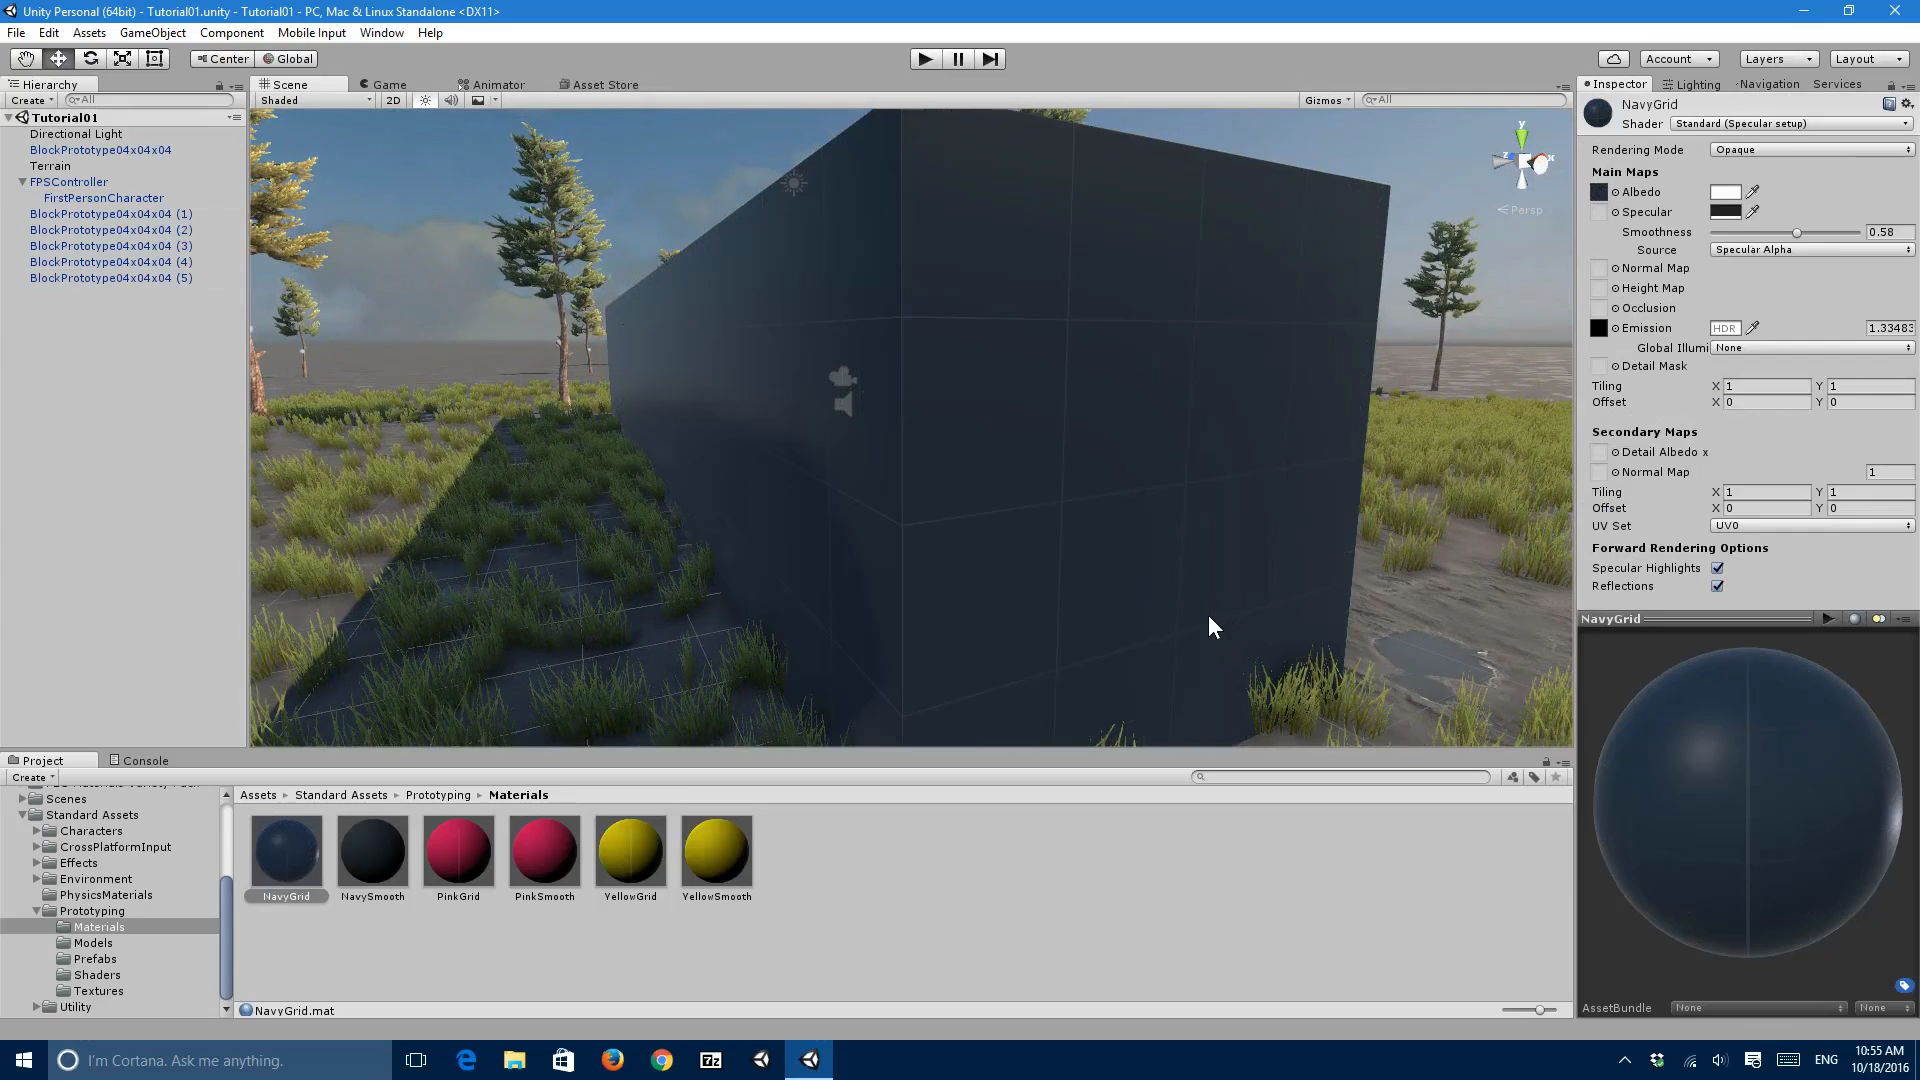 Unity Personal (64bit) - Tutorial01.unity - Tutorial01 - PC, Mac & Linux Standalone <DX11>
File Edit Assets GameObject Component Mobile Input Window Help
Center Global
Account Layers Layout
Hierarchy
Create All
Tutorial01
Directional Light
BlockPrototype04x04x04
Terrain
FPSController
FirstPersonCharacter
BlockPrototype04x04x04 (1)
BlockPrototype04x04x04 (2)
BlockPrototype04x04x04 (3)
BlockPrototype04x04x04 (4)
BlockPrototype04x04x04 (5)
Scene Game Animator Asset Store
Shaded 2D Gizmos All
y
z x
Persp
Inspector Lighting Navigation Services
NavyGrid
Shader Standard (Specular setup)
Rendering Mode Opaque
Main Maps
Albedo
Specular
Smoothness 0.58
Source Specular Alpha
Normal Map
Height Map
Occlusion
Emission HDR 1.33483
Global Illumi None
Detail Mask
Tiling X 1 Y 1
Offset X 0 Y 0
Secondary Maps
Detail Albedo x
Normal Map 1
Tiling X 1 Y 1
Offset X 0 Y 0
UV Set UV0
Forward Rendering Options
Specular Highlights
Reflections
NavyGrid
AssetBundle None None
Project Console
Create
Scenes
Standard Assets
Characters
CrossPlatformInput
Effects
Environment
PhysicsMaterials
Prototyping
Materials
Models
Prefabs
Shaders
Textures
Utility
Assets Standard Assets Prototyping Materials
NavyGrid NavySmooth PinkGrid PinkSmooth YellowGrid YellowSmooth
NavyGrid.mat
I'm Cortana. Ask me anything.
7z
ENG
10:55 AM
10/18/2016